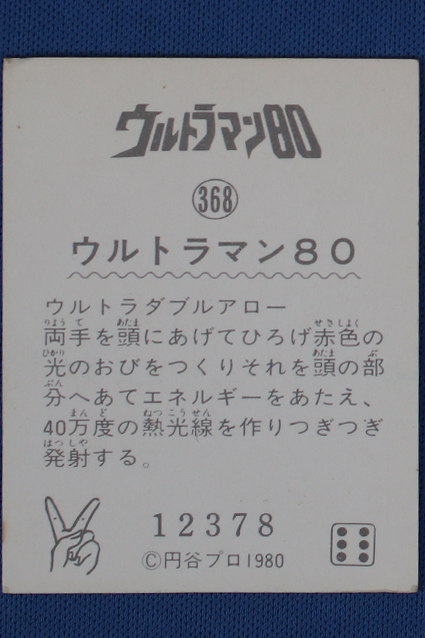 ウルトラマン80
368
ウルトラマン80
ウルトラダブルアロー
両手を頭にあげてひろげ赤色の
光のおびをつくりそれを頭の部
分へあてエネルギーをあたえ、
40万度の熱光線を作りつぎつぎ
発射する。
12378
©円谷プロ1980